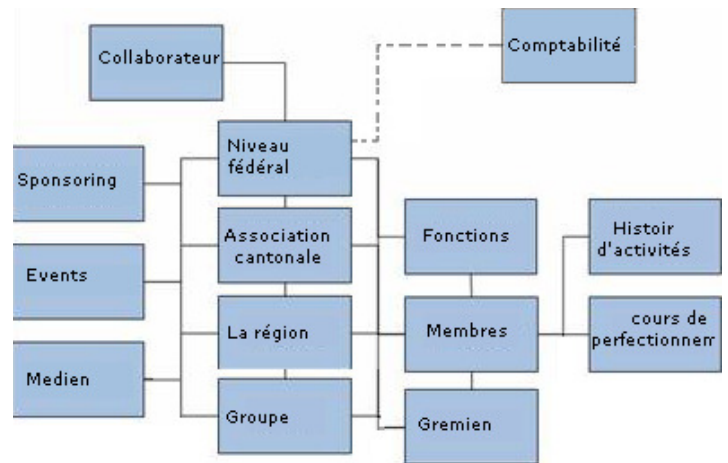 Collaborateur
Comptabilité
Niveau
fédéral
Sponsoring
Association
cantonale
Fonctions
Histoir
d'activités
Events
La région
Membres
cours de
perfectionnem
Medien
Groupe
Gremien